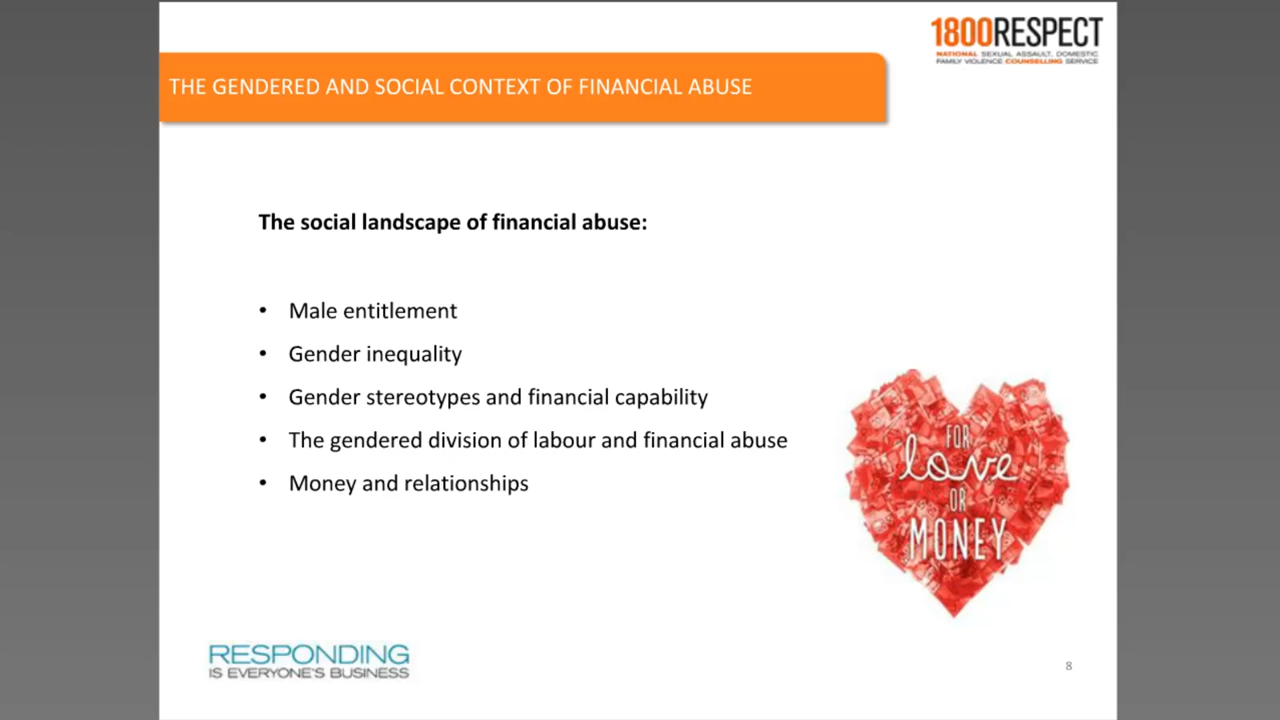 1800RESPECT
NATIONAL SEXUAL ASSAULT, DOMESTIC
FAMILY VIOLENCE COUNSELLING SERVICE
THE GENDERED AND SOCIAL CONTEXT OF FINANCIAL ABUSE
The social landscape of financial abuse:
• Male entitlement
• Gender inequality
• Gender stereotypes and financial capability
• The gendered division of labour and financial abuse
• Money and relationships
FOR
love
OR
MONEY
RESPONDING
IS EVERYONE'S BUSINESS
8